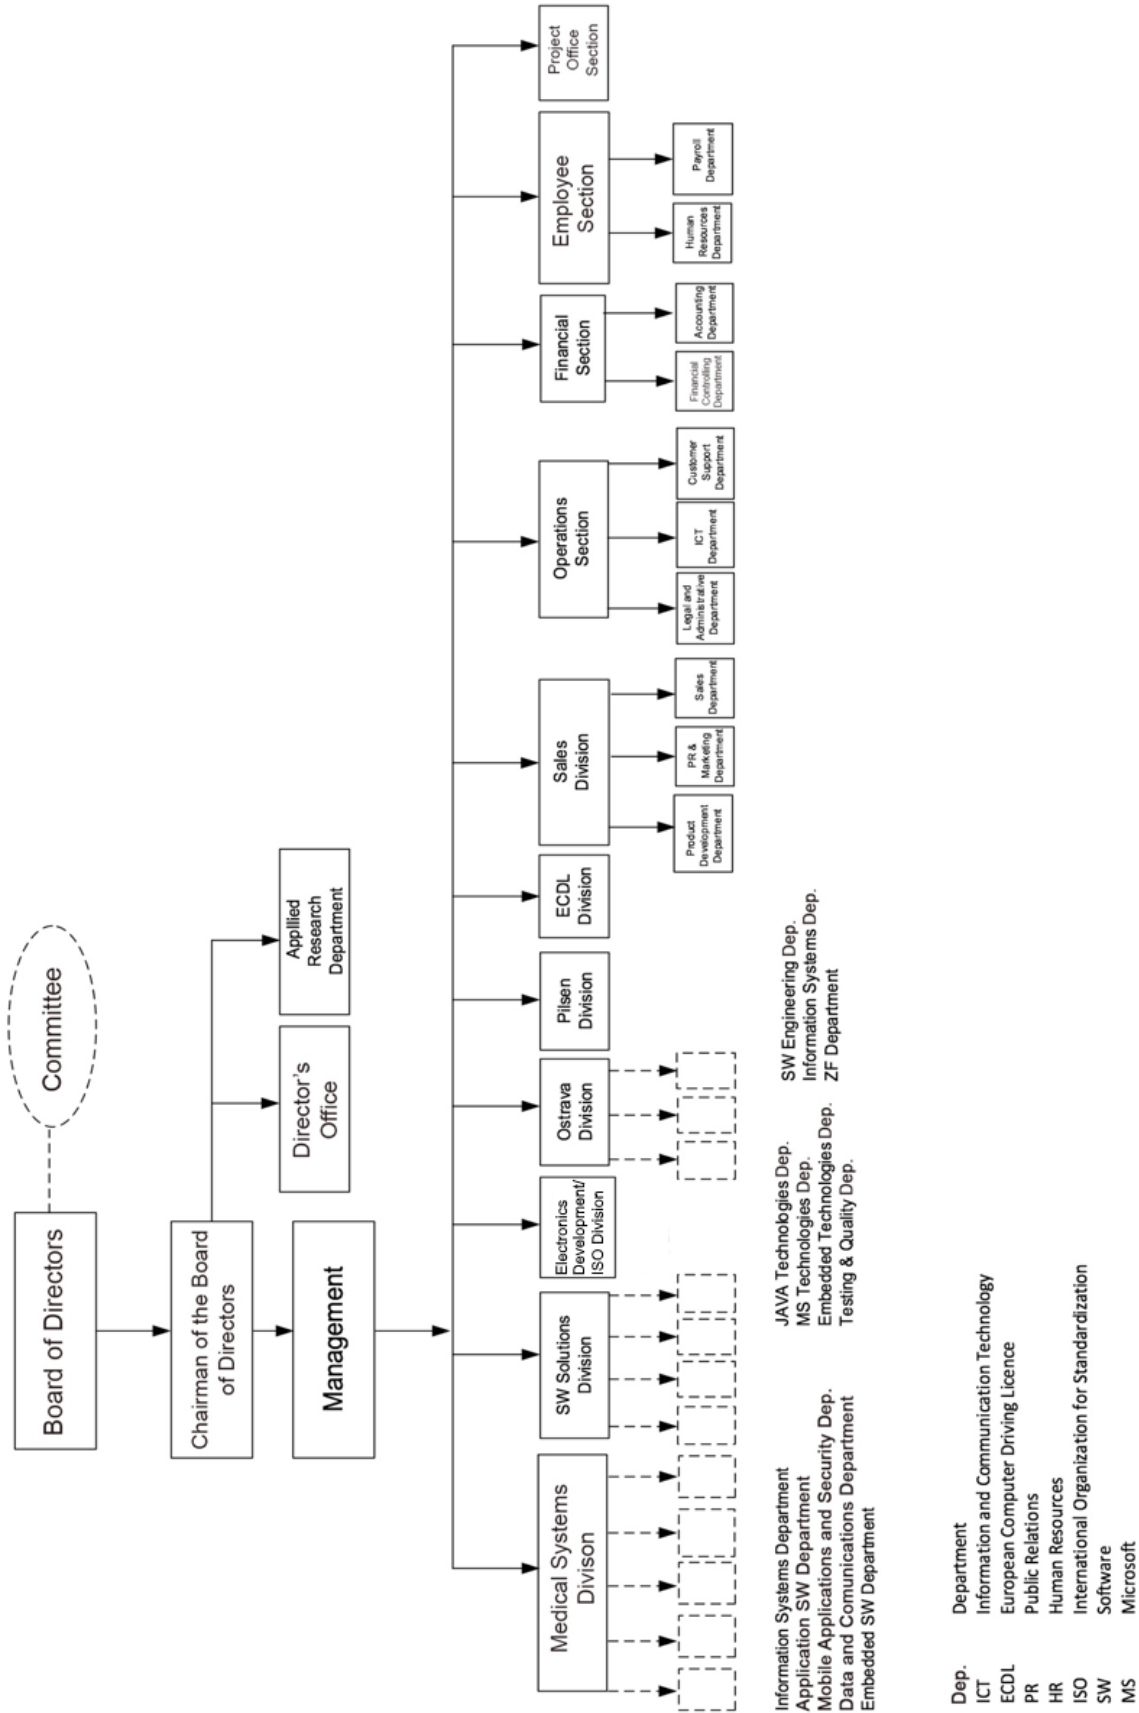 Board of Directors
Committee
Chairman of the Board
of Directors
Director's
Office
Appllied
Research
Department
Management
Medical Systems
Divison
SW Solutions
Division
Electronics
Development/
ISO Division
Ostrava
Division
Pilsen
Division
ECDL
Division
Sales
Division
Operations
Section
Financial
Section
Employee
Section
Project
Office
Section
Product
Development
Department
PR &
Marketing
Department
Sales
Department
Legal and
Administrative
Department
ICT
Department
Customer
Support
Department
Financial
Controlling
Department
Accounting
Department
Human
Resources
Department
Payroll
Department
Information Systems Department
Application SW Department
Mobile Applications and Security Dep.
Data and Comunications Department
Embedded SW Department
JAVA Technologies Dep.
MS Technologies Dep.
Embedded Technologies Dep.
Testing & Quality Dep.
SW Engineering Dep.
Information Systems Dep.
ZF Department
Dep. Department
ICT Information and Communication Technology
ECDL European Computer Driving Licence
PR Public Relations
HR Human Resources
ISO International Organization for Standardization
SW Software
MS Microsoft